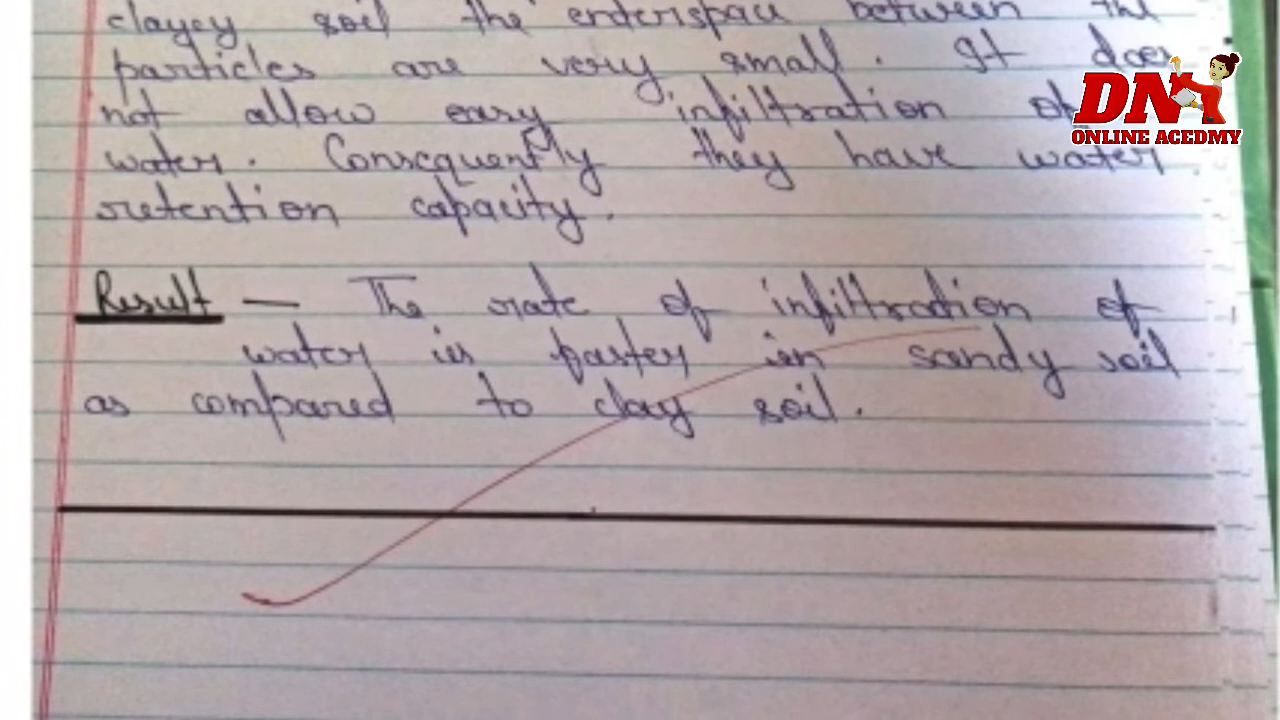 clayey soil the enterspace between the
particles are very small. It does
not allow easy infiltration of
water. Consequently they have water
retention capacity.
Result — The rate of infiltration of
water is faster in sandy soil
as compared to clay soil.
DN
ONLINE ACEDMY